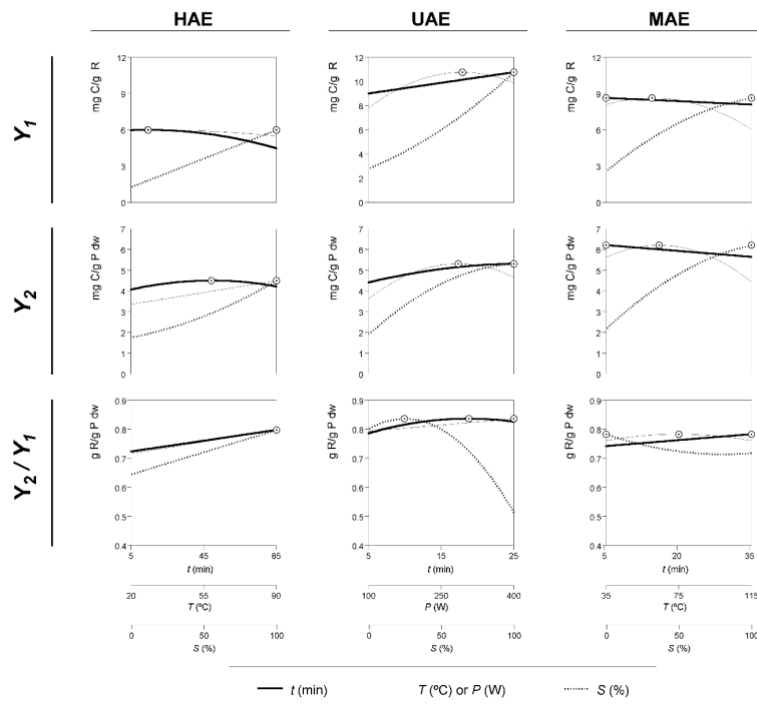 HAE UAE MAE
Y1
mg C/g R
12
9
6
3
0
mg C/g R
12
10
8
6
4
2
0
mg C/g R
12
9
6
3
0
Y2
mg C/g P dw
7
6
5
4
3
2
1
0
mg C/g P dw
7
6
5
4
3
2
1
0
mg C/g P dw
7
6
5
4
3
2
1
0
Y2 / Y1
g R/g P dw
0.9
0.8
0.7
0.6
0.5
0.4
g R/g P dw
0.9
0.8
0.7
0.6
0.5
0.4
g R/g P dw
0.9
0.8
0.7
0.6
0.5
0.4
5 45 85
t (min)
20 55 90
T (ºC)
0 50 100
S (%)
5 15 25
t (min)
100 250 400
P (W)
0 50 100
S (%)
5 20 35
t (min)
35 75 115
T (ºC)
0 50 100
S (%)
t (min) T (ºC) or P (W) S (%)